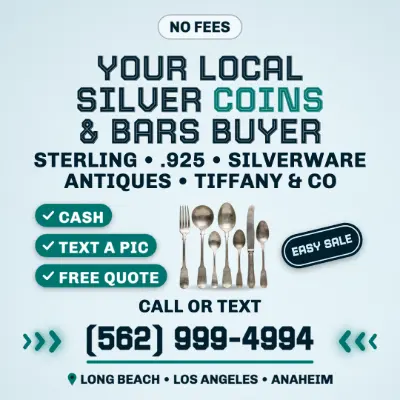 NO FEES
YOUR LOCAL
SILVER COINS
& BARS BUYER
STERLING • .925 • SILVERWARE
ANTIQUES • TIFFANY & CO
CASH
TEXT A PIC
FREE QUOTE
EASY SALE
CALL OR TEXT
(562) 999-4994
LONG BEACH • LOS ANGELES • ANAHEIM